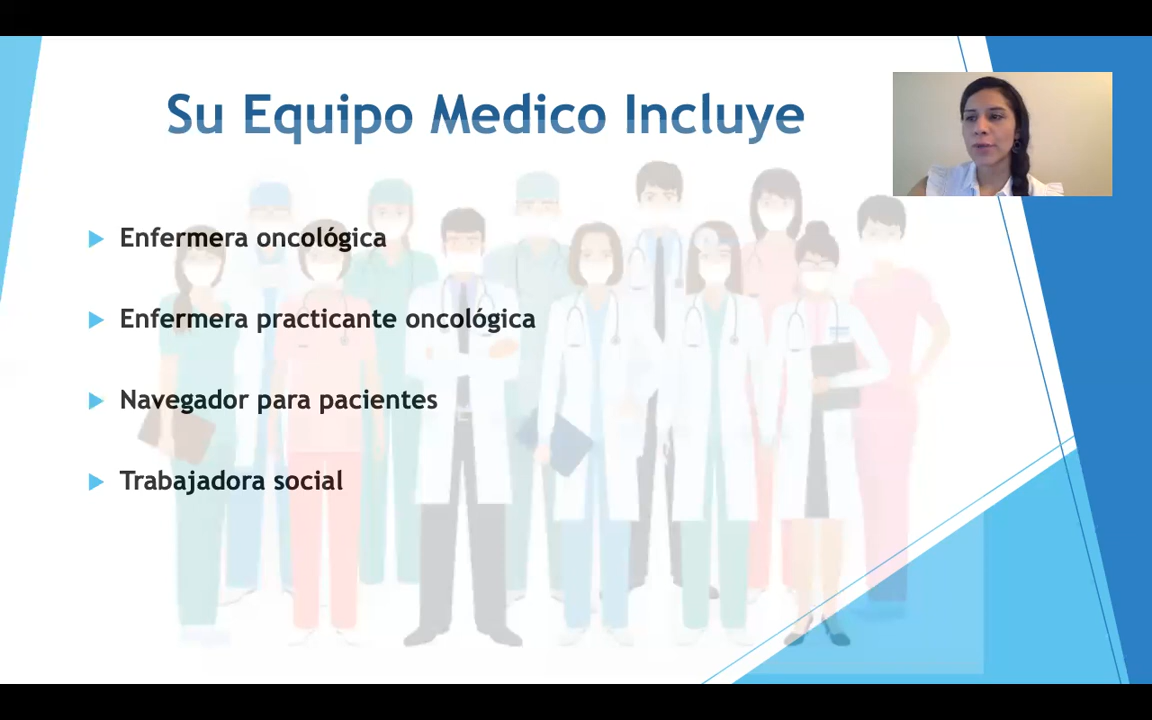 Su Equipo Medico Incluye
Enfermera oncológica
Enfermera practicante oncológica
Navegador para pacientes
Trabajadora social